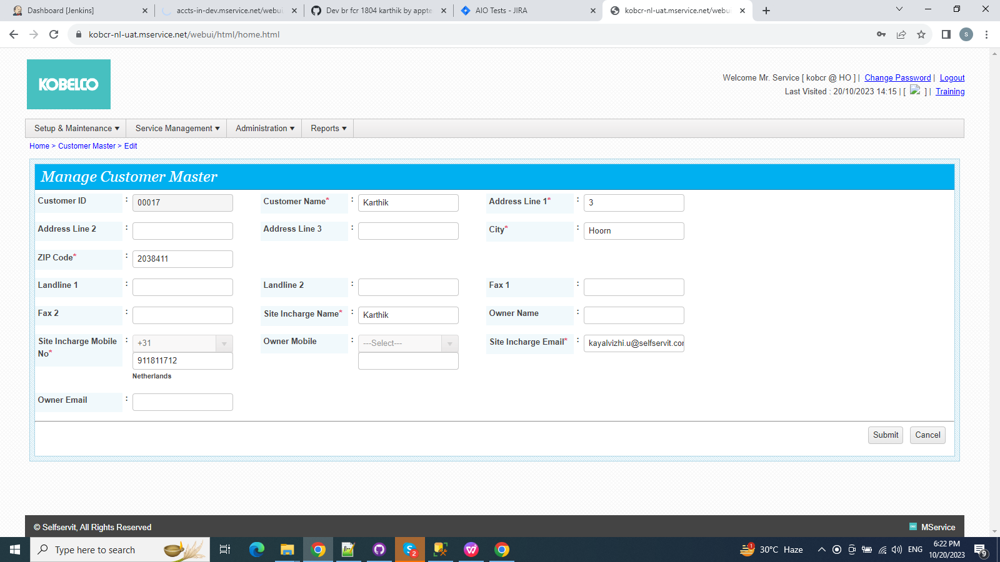 Dashboard [Jenkins]
accts-in-dev.mservice.net/webui
Dev br fcr 1804 karthik by appte
AIO Tests - JIRA
kobcr-nl-uat.mservice.net/webui
kobcr-nl-uat.mservice.net/webui/html/home.html
S
KOBELCO
Welcome Mr. Service [ kobcr @ HO ] | Change Password | Logout
Last Visited : 20/10/2023 14:15 | [ ] | Training
Setup & Maintenance ▾ Service Management ▾ Administration ▾ Reports ▾
Home > Customer Master > Edit
Manage Customer Master
Customer ID : 00017 Customer Name* : Karthik Address Line 1* : 3
Address Line 2 : Address Line 3 : City* : Hoorn
ZIP Code* : 2038411
Landline 1 : Landline 2 : Fax 1 :
Fax 2 : Site Incharge Name* : Karthik Owner Name :
Site Incharge Mobile No* : +31 Owner Mobile : ---Select--- Site Incharge Email* : kayalvizhi.u@selfservit.com
911811712
Netherlands
Owner Email :
Submit Cancel
© Selfservit, All Rights Reserved
MService
Type here to search
2
1
30°C Haze
ENG
6:22 PM
10/20/2023
9